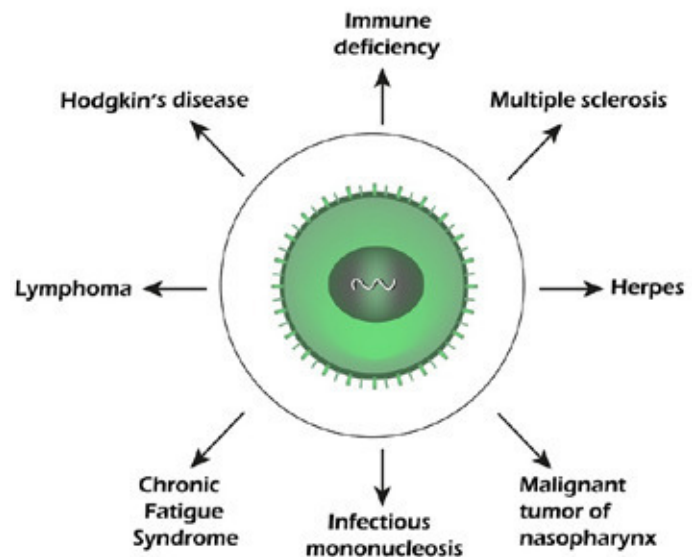 Immune
deficiency
Hodgkin's disease
Multiple sclerosis
Lymphoma
Herpes
Chronic
Fatigue
Syndrome
Infectious
mononucleosis
Malignant
tumor of
nasopharynx